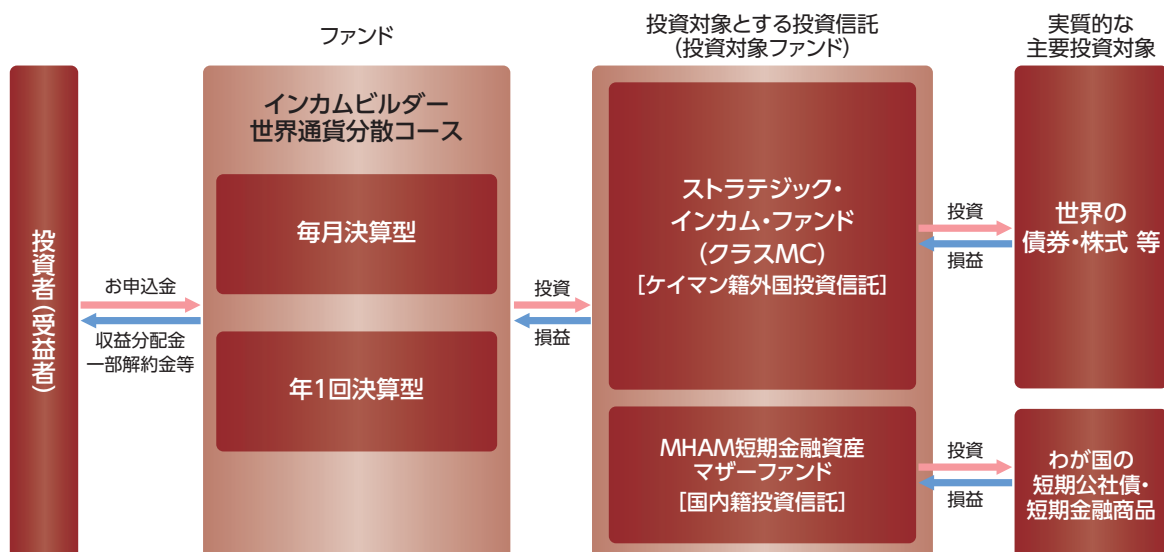 ファンド
投資対象とする投資信託
(投資対象ファンド)
実質的な
主要投資対象
投資者(受益者)
お申込金
収益分配金
一部解約金等
インカムビルダー
世界通貨分散コース
毎月決算型
年1回決算型
投資
損益
ストラテジック・
インカム・ファンド
(クラスMC)
[ケイマン籍外国投資信託]
投資
損益
世界の
債券・株式 等
MHAM短期金融資産
マザーファンド
[国内籍投資信託]
投資
損益
わが国の
短期公社債・
短期金融商品